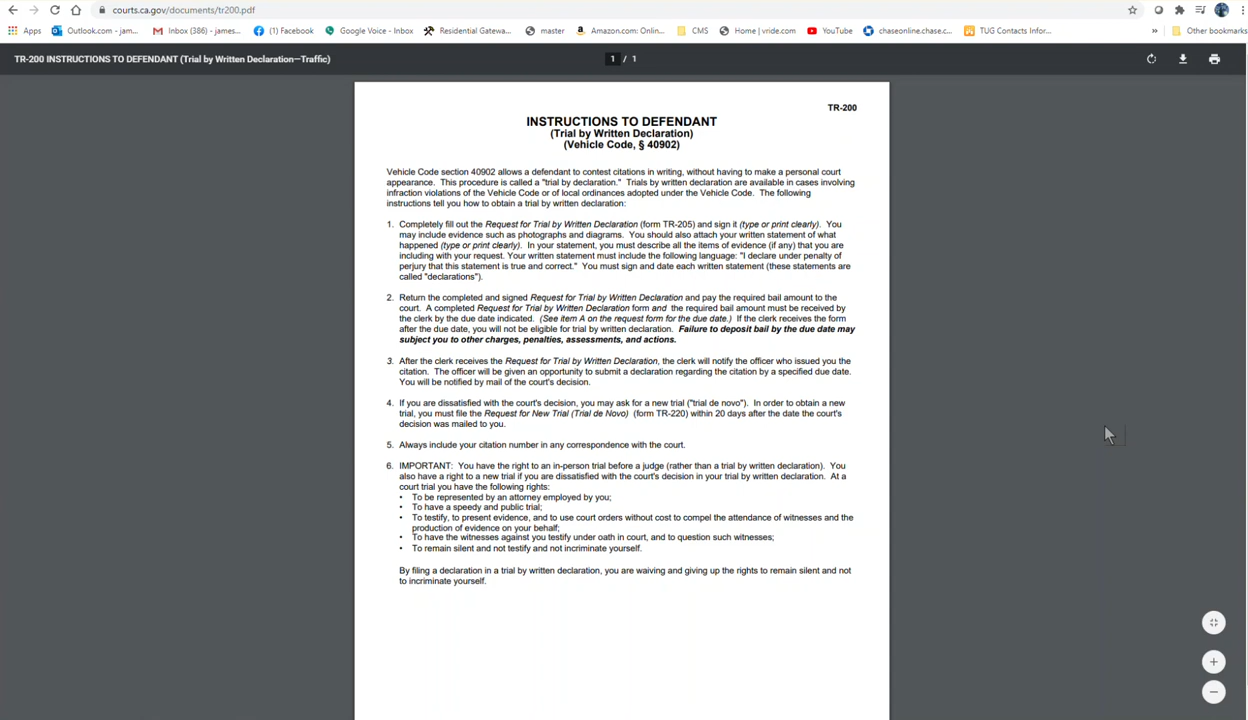 courts.ca.gov/documents/tr200.pdf
Apps Outlook.com - jam... Inbox (386) - james... (1) Facebook Google Voice - Inbox Residential Gatewa... master Amazon.com: Onlin... CMS Home | vride.com YouTube chaseonline.chase.c... TUG Contacts Infor... » Other bookmarks
TR-200 INSTRUCTIONS TO DEFENDANT (Trial by Written Declaration—Traffic) 1 / 1
TR-200
INSTRUCTIONS TO DEFENDANT
(Trial by Written Declaration)
(Vehicle Code, § 40902)
Vehicle Code section 40902 allows a defendant to contest citations in writing, without having to make a personal court
appearance. This procedure is called a "trial by declaration." Trials by written declaration are available in cases involving
infraction violations of the Vehicle Code or of local ordinances adopted under the Vehicle Code. The following
instructions tell you how to obtain a trial by written declaration:
1. Completely fill out the Request for Trial by Written Declaration (form TR-205) and sign it (type or print clearly). You
may include evidence such as photographs and diagrams. You should also attach your written statement of what
happened (type or print clearly). In your statement, you must describe all the items of evidence (if any) that you are
including with your request. Your written statement must include the following language: "I declare under penalty of
perjury that this statement is true and correct." You must sign and date each written statement (these statements are
called "declarations").
2. Return the completed and signed Request for Trial by Written Declaration and pay the required bail amount to the
court. A completed Request for Trial by Written Declaration form and the required bail amount must be received by
the clerk by the due date indicated. (See item A on the request form for the due date.) If the clerk receives the form
after the due date, you will not be eligible for trial by written declaration. Failure to deposit bail by the due date may
subject you to other charges, penalties, assessments, and actions.
3. After the clerk receives the Request for Trial by Written Declaration, the clerk will notify the officer who issued you the
citation. The officer will be given an opportunity to submit a declaration regarding the citation by a specified due date.
You will be notified by mail of the court's decision.
4. If you are dissatisfied with the court's decision, you may ask for a new trial ("trial de novo"). In order to obtain a new
trial, you must file the Request for New Trial (Trial de Novo) (form TR-220) within 20 days after the date the court's
decision was mailed to you.
5. Always include your citation number in any correspondence with the court.
6. IMPORTANT: You have the right to an in-person trial before a judge (rather than a trial by written declaration). You
also have a right to a new trial if you are dissatisfied with the court's decision in your trial by written declaration. At a
court trial you have the following rights:
• To be represented by an attorney employed by you;
• To have a speedy and public trial;
• To testify, to present evidence, and to use court orders without cost to compel the attendance of witnesses and the
production of evidence on your behalf;
• To have the witnesses against you testify under oath in court, and to question such witnesses;
• To remain silent and not testify and not incriminate yourself.
By filing a declaration in a trial by written declaration, you are waiving and giving up the rights to remain silent and not
to incriminate yourself.